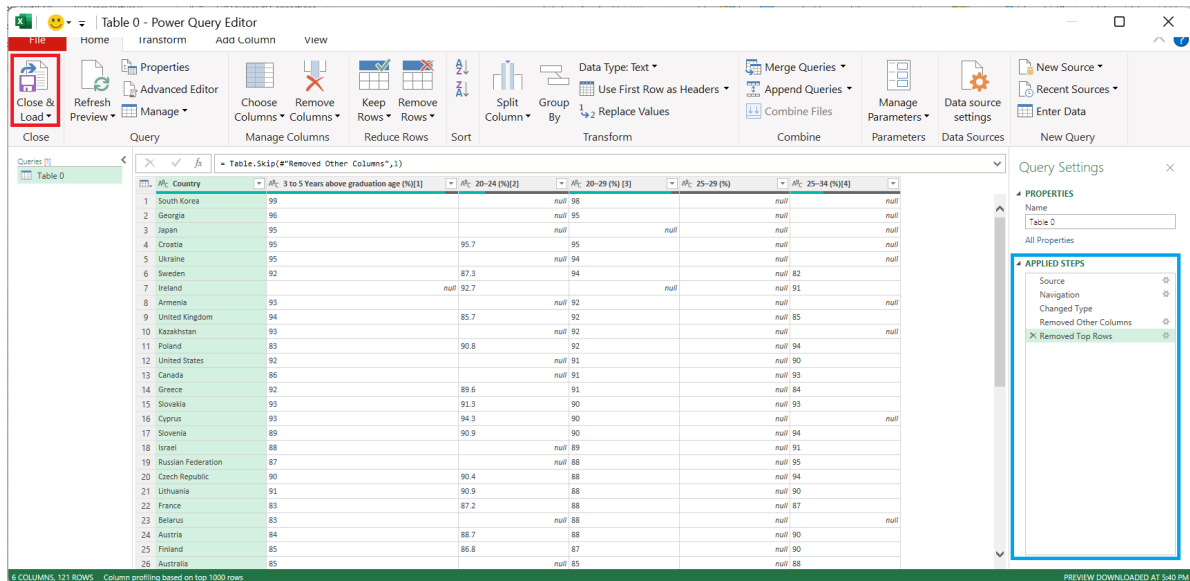 Table 0 - Power Query Editor
File Home Transform Add Column View
Close & Load
Refresh Preview
Properties
Advanced Editor
Manage
Choose Columns
Remove Columns
Keep Rows
Remove Rows
Split Column
Group By
Data Type: Text
Use First Row as Headers
Replace Values
Merge Queries
Append Queries
Combine Files
Manage Parameters
Data source settings
New Source
Recent Sources
Enter Data
Close Query Manage Columns Reduce Rows Sort Transform Combine Parameters Data Sources New Query
Queries [1]
Table 0
fx = Table.Skip(#"Removed Other Columns",1)
Country 3 to 5 Years above graduation age (%)[1] 20–24 (%)[2] 20–29 (%) [3] 25–29 (%) 25–34 (%)[4]
1 South Korea 99 null 98 null null
2 Georgia 96 null 95 null null
3 Japan 95 null null null null
4 Croatia 95 95.7 95 null null
5 Ukraine 95 null 94 null null
6 Sweden 92 87.3 94 null 82
7 Ireland null 92.7 null null 91
8 Armenia 93 null 92 null null
9 United Kingdom 94 85.7 92 null 85
10 Kazakhstan 93 null 92 null null
11 Poland 83 90.8 92 null 94
12 United States 92 null 91 null 90
13 Canada 86 null 91 null 93
14 Greece 92 89.6 91 null 84
15 Slovakia 93 91.3 90 null 93
16 Cyprus 93 94.3 90 null null
17 Slovenia 89 90.9 90 null 94
18 Israel 88 null 89 null 91
19 Russian Federation 87 null 88 null 95
20 Czech Republic 90 90.4 88 null 94
21 Lithuania 91 90.9 88 null 90
22 France 83 87.2 88 null 87
23 Belarus 83 null 88 null null
24 Austria 84 88.7 88 null 90
25 Finland 85 86.8 87 null 90
26 Australia 85 null 85 null 88
Query Settings
PROPERTIES
Name
Table 0
All Properties
APPLIED STEPS
Source
Navigation
Changed Type
Removed Other Columns
Removed Top Rows
6 COLUMNS, 121 ROWS Column profiling based on top 1000 rows
PREVIEW DOWNLOADED AT 5:40 PM